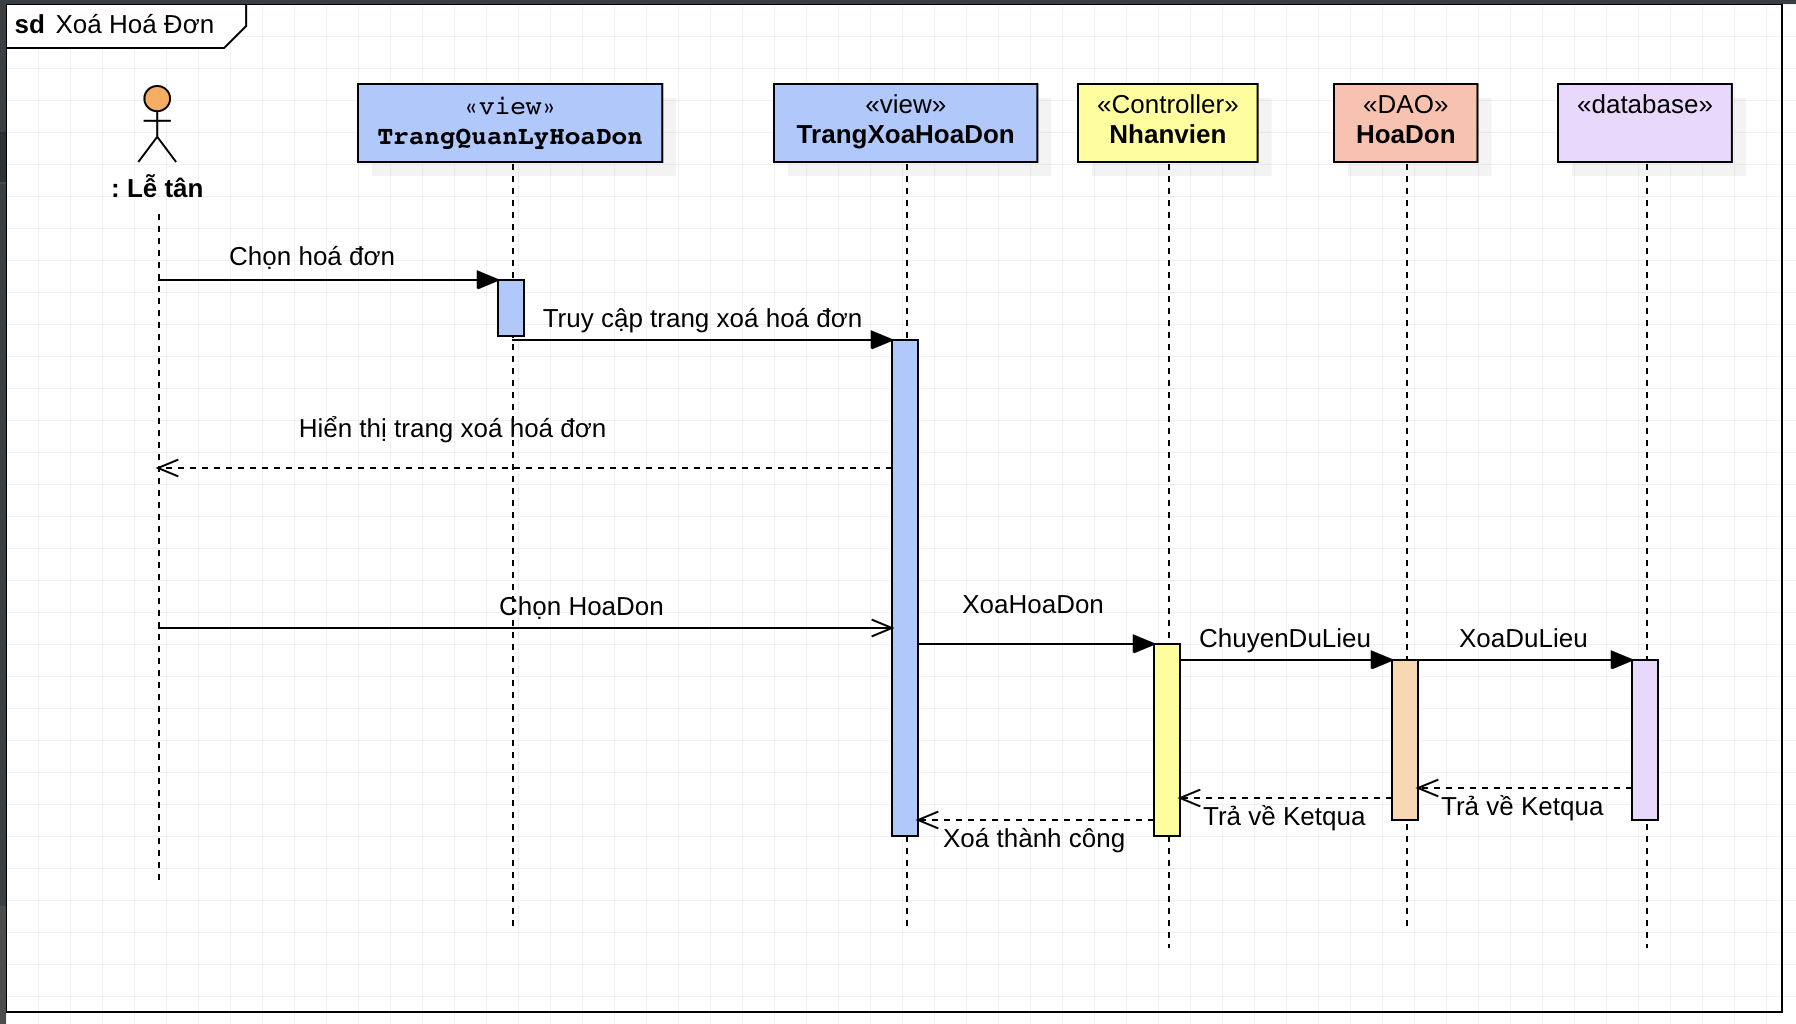 sd Xoá Hoá Đơn
«view»
TrangQuanLyHoaDon
«view»
TrangXoaHoaDon
«Controller»
Nhanvien
«DAO»
HoaDon
«database»
: Lễ tân
Chọn hoá đơn
Truy cập trang xoá hoá đơn
Hiển thị trang xoá hoá đơn
Chọn HoaDon
XoaHoaDon
ChuyenDuLieu
XoaDuLieu
Trả về Ketqua
Trả về Ketqua
Xoá thành công